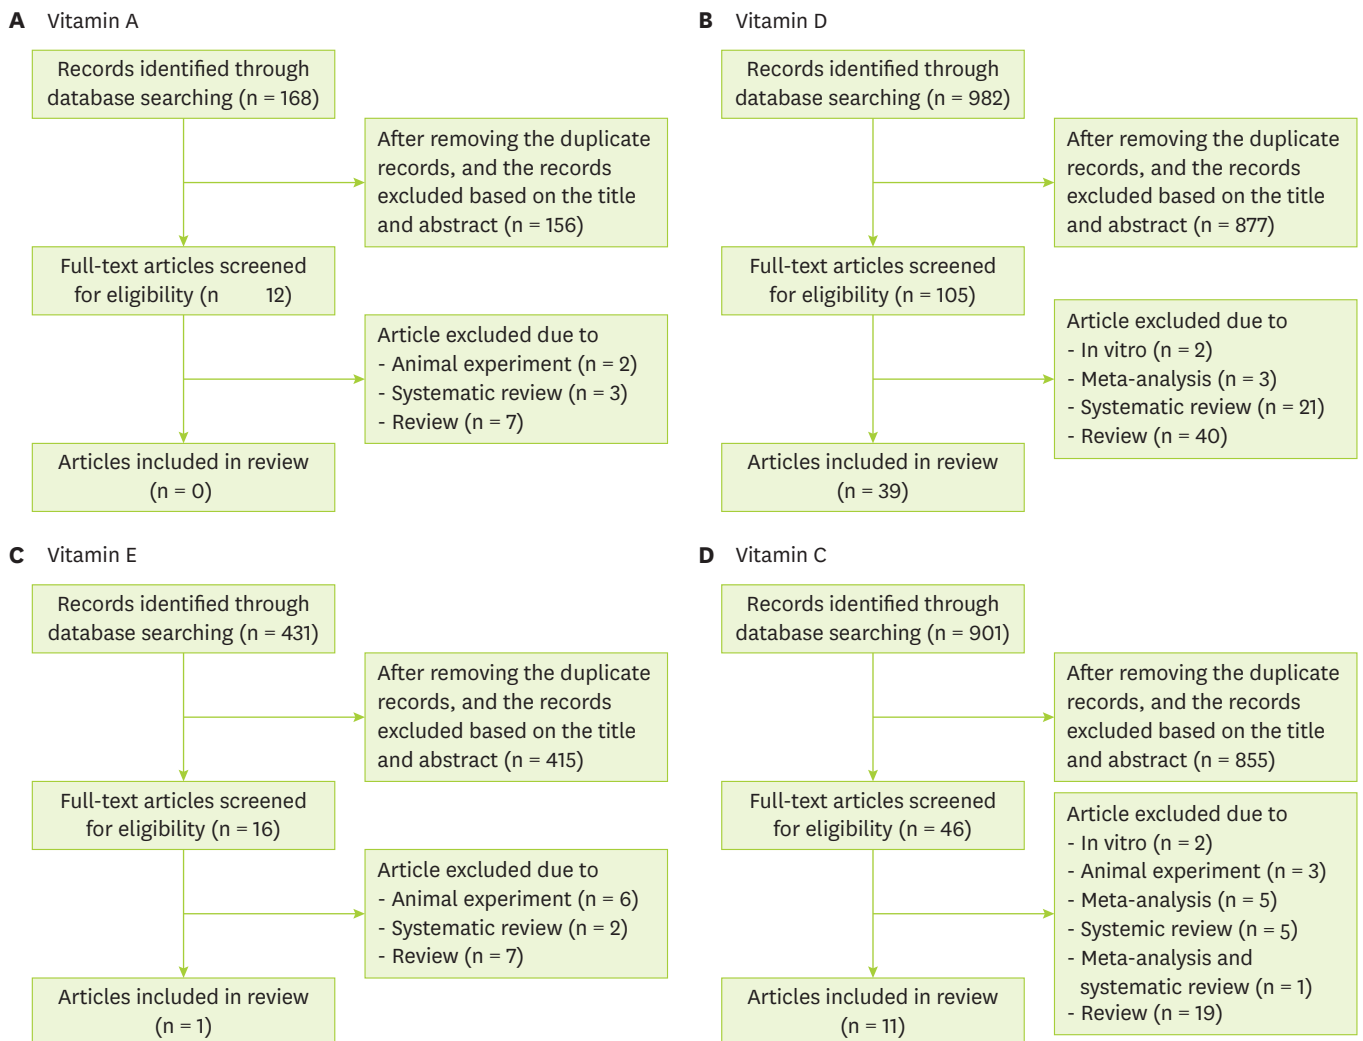 A Vitamin A
Records identified through
database searching (n = 168)
After removing the duplicate
records, and the records
excluded based on the title
and abstract (n = 156)
Full-text articles screened
for eligibility (n 12)
Article excluded due to
- Animal experiment (n = 2)
- Systematic review (n = 3)
- Review (n = 7)
Articles included in review
(n = 0)
B Vitamin D
Records identified through
database searching (n = 982)
After removing the duplicate
records, and the records
excluded based on the title
and abstract (n = 877)
Full-text articles screened
for eligibility (n = 105)
Article excluded due to
- In vitro (n = 2)
- Meta-analysis (n = 3)
- Systematic review (n = 21)
- Review (n = 40)
Articles included in review
(n = 39)
C Vitamin E
Records identified through
database searching (n = 431)
After removing the duplicate
records, and the records
excluded based on the title
and abstract (n = 415)
Full-text articles screened
for eligibility (n = 16)
Article excluded due to
- Animal experiment (n = 6)
- Systematic review (n = 2)
- Review (n = 7)
Articles included in review
(n = 1)
D Vitamin C
Records identified through
database searching (n = 901)
After removing the duplicate
records, and the records
excluded based on the title
and abstract (n = 855)
Full-text articles screened
for eligibility (n = 46)
Article excluded due to
- In vitro (n = 2)
- Animal experiment (n = 3)
- Meta-analysis (n = 5)
- Systemic review (n = 5)
- Meta-analysis and
systematic review (n = 1)
- Review (n = 19)
Articles included in review
(n = 11)